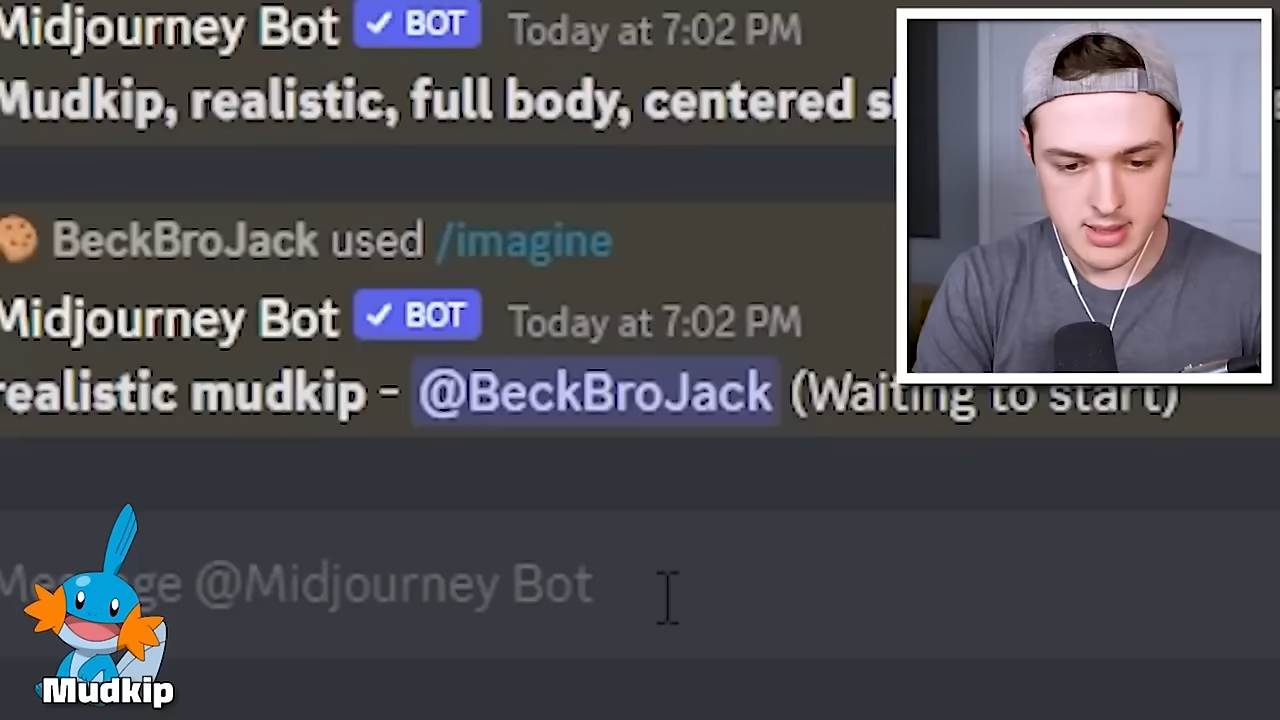 Midjourney Bot ✓ BOT Today at 7:02 PM
Mudkip, realistic, full body, centered
BeckBroJack used /imagine
Midjourney Bot ✓ BOT Today at 7:02 PM
realistic mudkip - @BeckBroJack (Waiting to start)
Message @Midjourney Bot
Mudkip